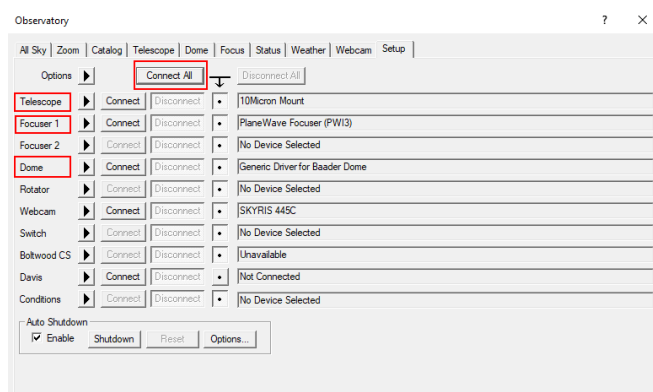 Observatory ? ×
All Sky Zoom Catalog Telescope Dome Focus Status Weather Webcam Setup
Options Connect All Disconnect All
Telescope Connect Disconnect 10Micron Mount
Focuser 1 Connect Disconnect PlaneWave Focuser (PWI3)
Focuser 2 Connect Disconnect No Device Selected
Dome Connect Disconnect Generic Driver for Baader Dome
Rotator Connect Disconnect No Device Selected
Webcam Connect Disconnect SKYRIS 445C
Switch Connect Disconnect No Device Selected
Boltwood CS Connect Disconnect Unavailable
Davis Connect Disconnect Not Connected
Conditions Connect Disconnect No Device Selected
Auto Shutdown
Enable Shutdown Reset Options...